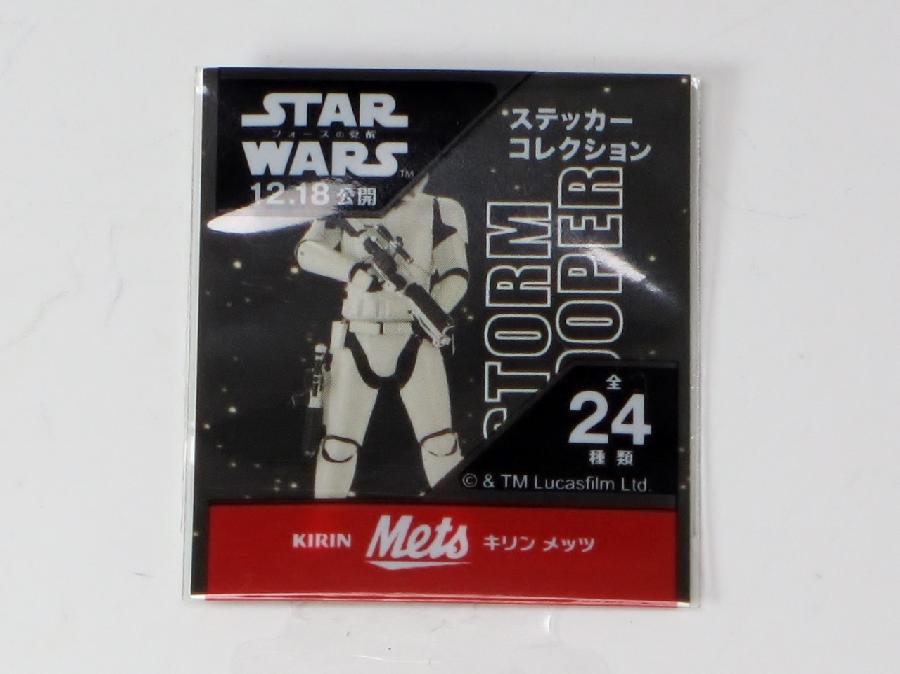 STAR
フォースの覚醒
WARS™
12.18 公開
ステッカー
コレクション
STORM
OOPER
全
24
種類
© & TM Lucasfilm Ltd.
KIRIN Mets キリン メッツ